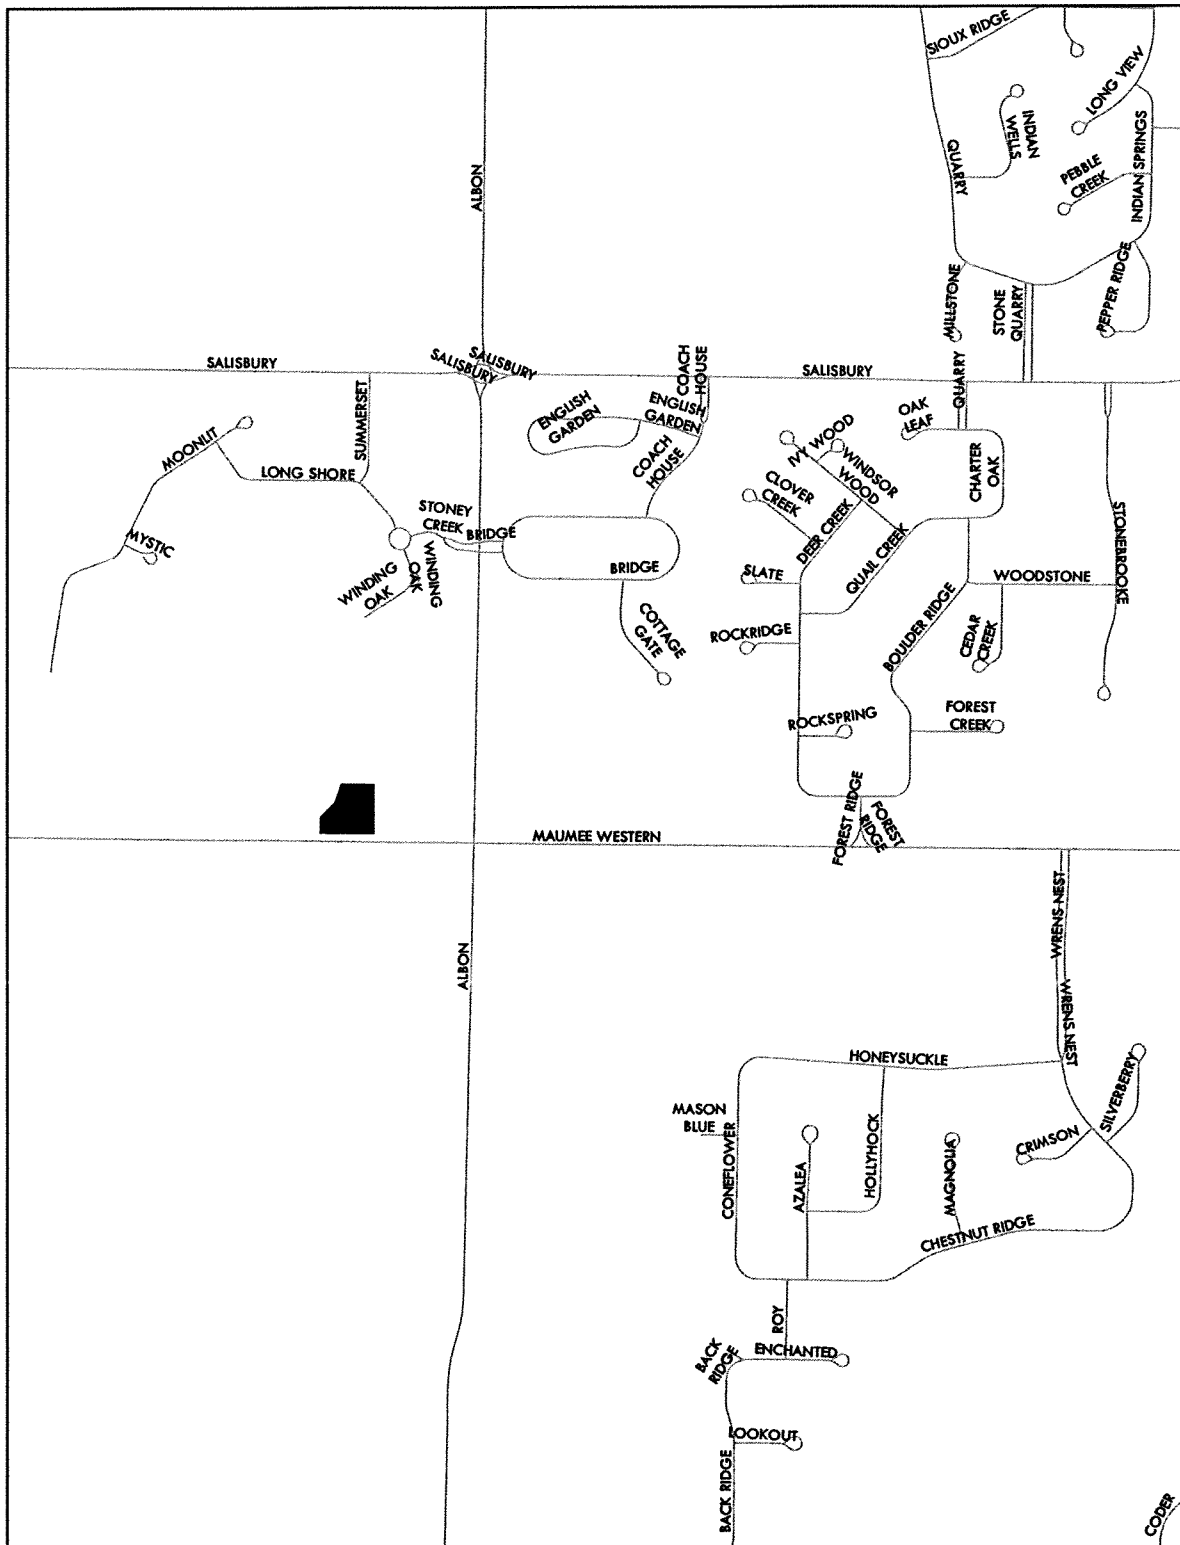 SIOUX RIDGE
LONG VIEW
INDIAN
WELLS
QUARRY
ALBON
PEBBLE
CREEK
INDIAN SPRINGS
PEPPER RIDGE
MILLSTONE
STONE
QUARRY
SALISBURY
SALISBURY
SALISBURY
COACH
HOUSE
SALISBURY
QUARRY
SUMMERSET
ENGLISH
GARDEN
ENGLISH
GARDEN
OAK
LEAF
MOONLIT
IVY WOOD
WINDSOR
WOOD
COACH
HOUSE
LONG SHORE
CLOVER
CREEK
CHARTER
OAK
STONEY
CREEK
BRIDGE
DEER CREEK
QUAIL CREEK
STONEBROOKE
MYSTIC
WINDING
OAK
WINDING
OAK
BRIDGE
SLATE
WOODSTONE
COTTAGE
GATE
ROCKRIDGE
BOULDER RIDGE
CEDAR
CREEK
ROCKSPRING
FOREST
CREEK
FOREST RIDGE
FOREST
RIDGE
MAUMEE WESTERN
WRENS NEST
ALBON
WRENS NEST
HONEYSUCKLE
SILVERBERRY
MASON
BLUE
CONEFLOWER
HOLLYHOCK
CRIMSON
AZALEA
MAGNOLIA
CHESTNUT RIDGE
ROY
BACK
RIDGE
ENCHANTED
LOOKOUT
BACK RIDGE
CODER